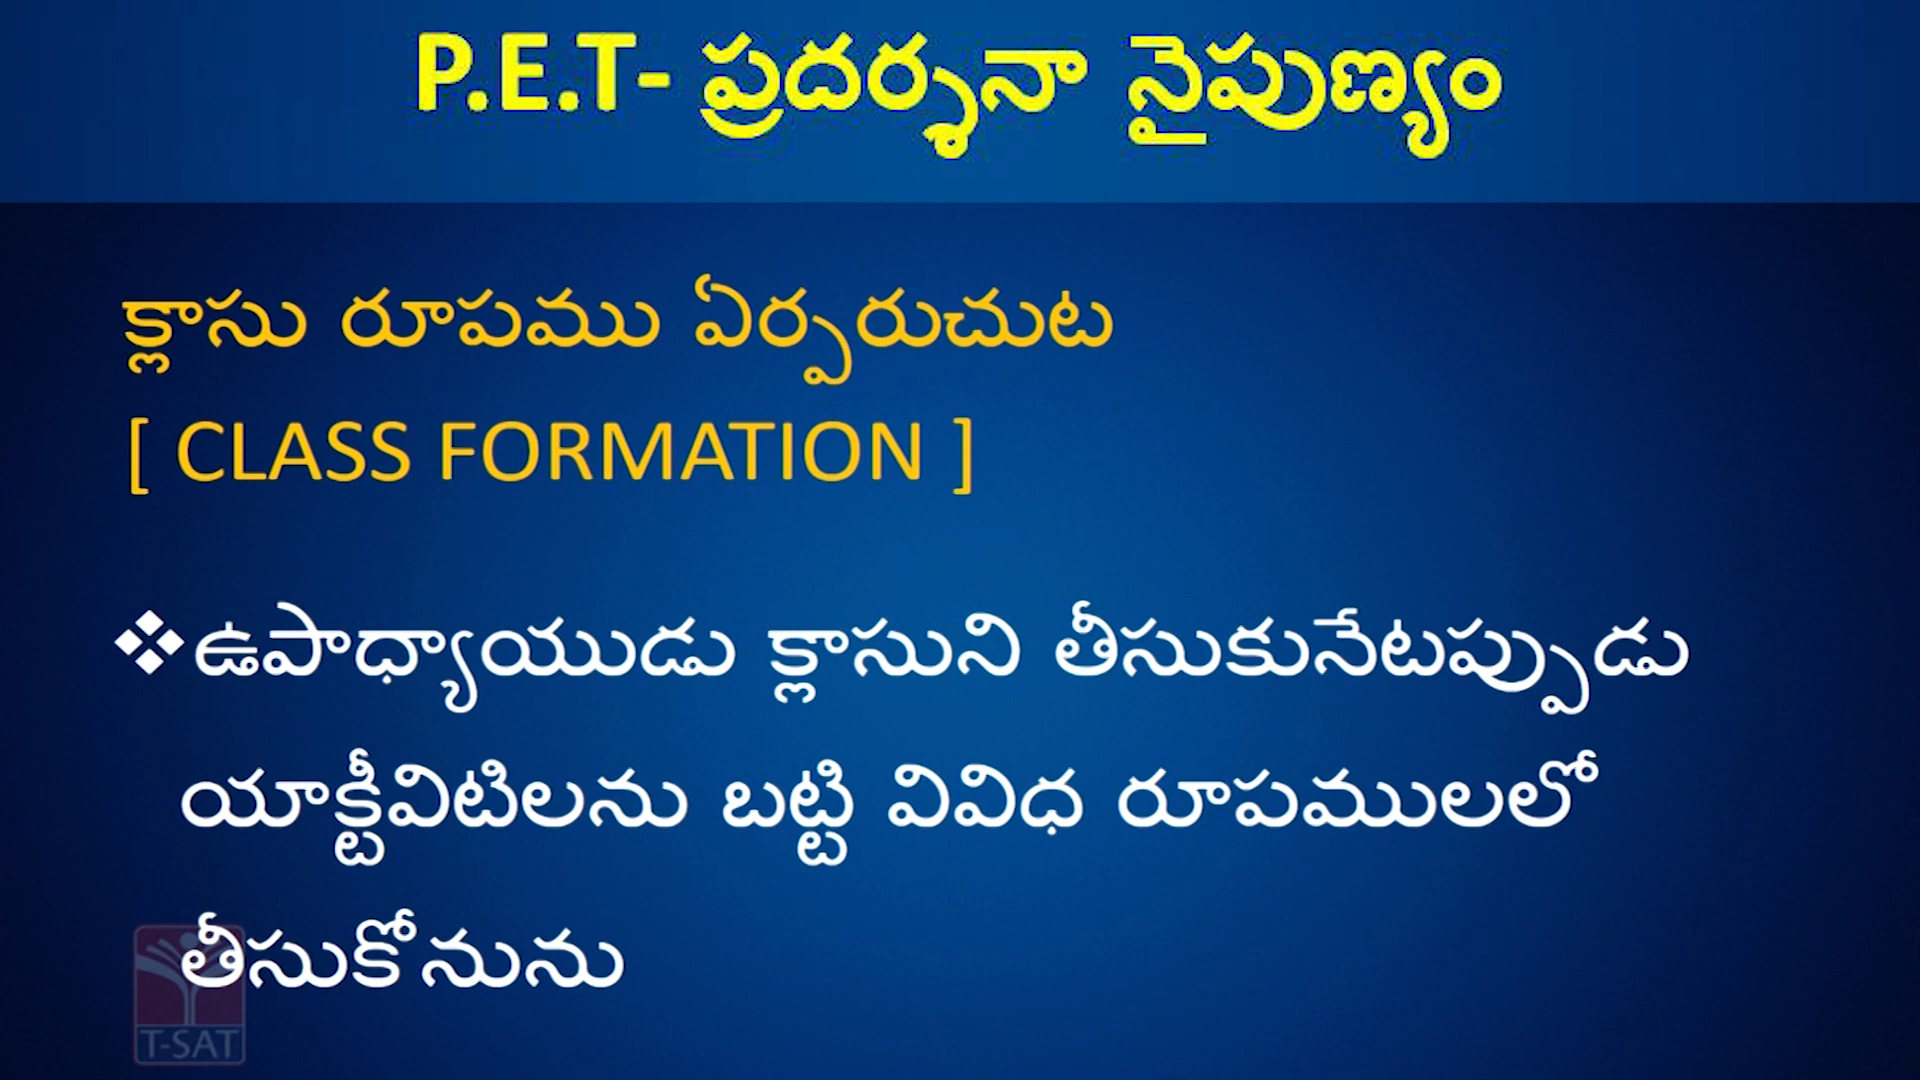 P.E.T- ప్రదర్శనా నైపుణ్యం
క్లాసు రూపము ఏర్పరుచుట
[ CLASS FORMATION ]
❖ఉపాధ్యాయుడు క్లాసుని తీసుకునేటప్పుడు
యాక్టీవిటిలను బట్టి వివిధ రూపములలో
తీసుకోనును
T-SAT